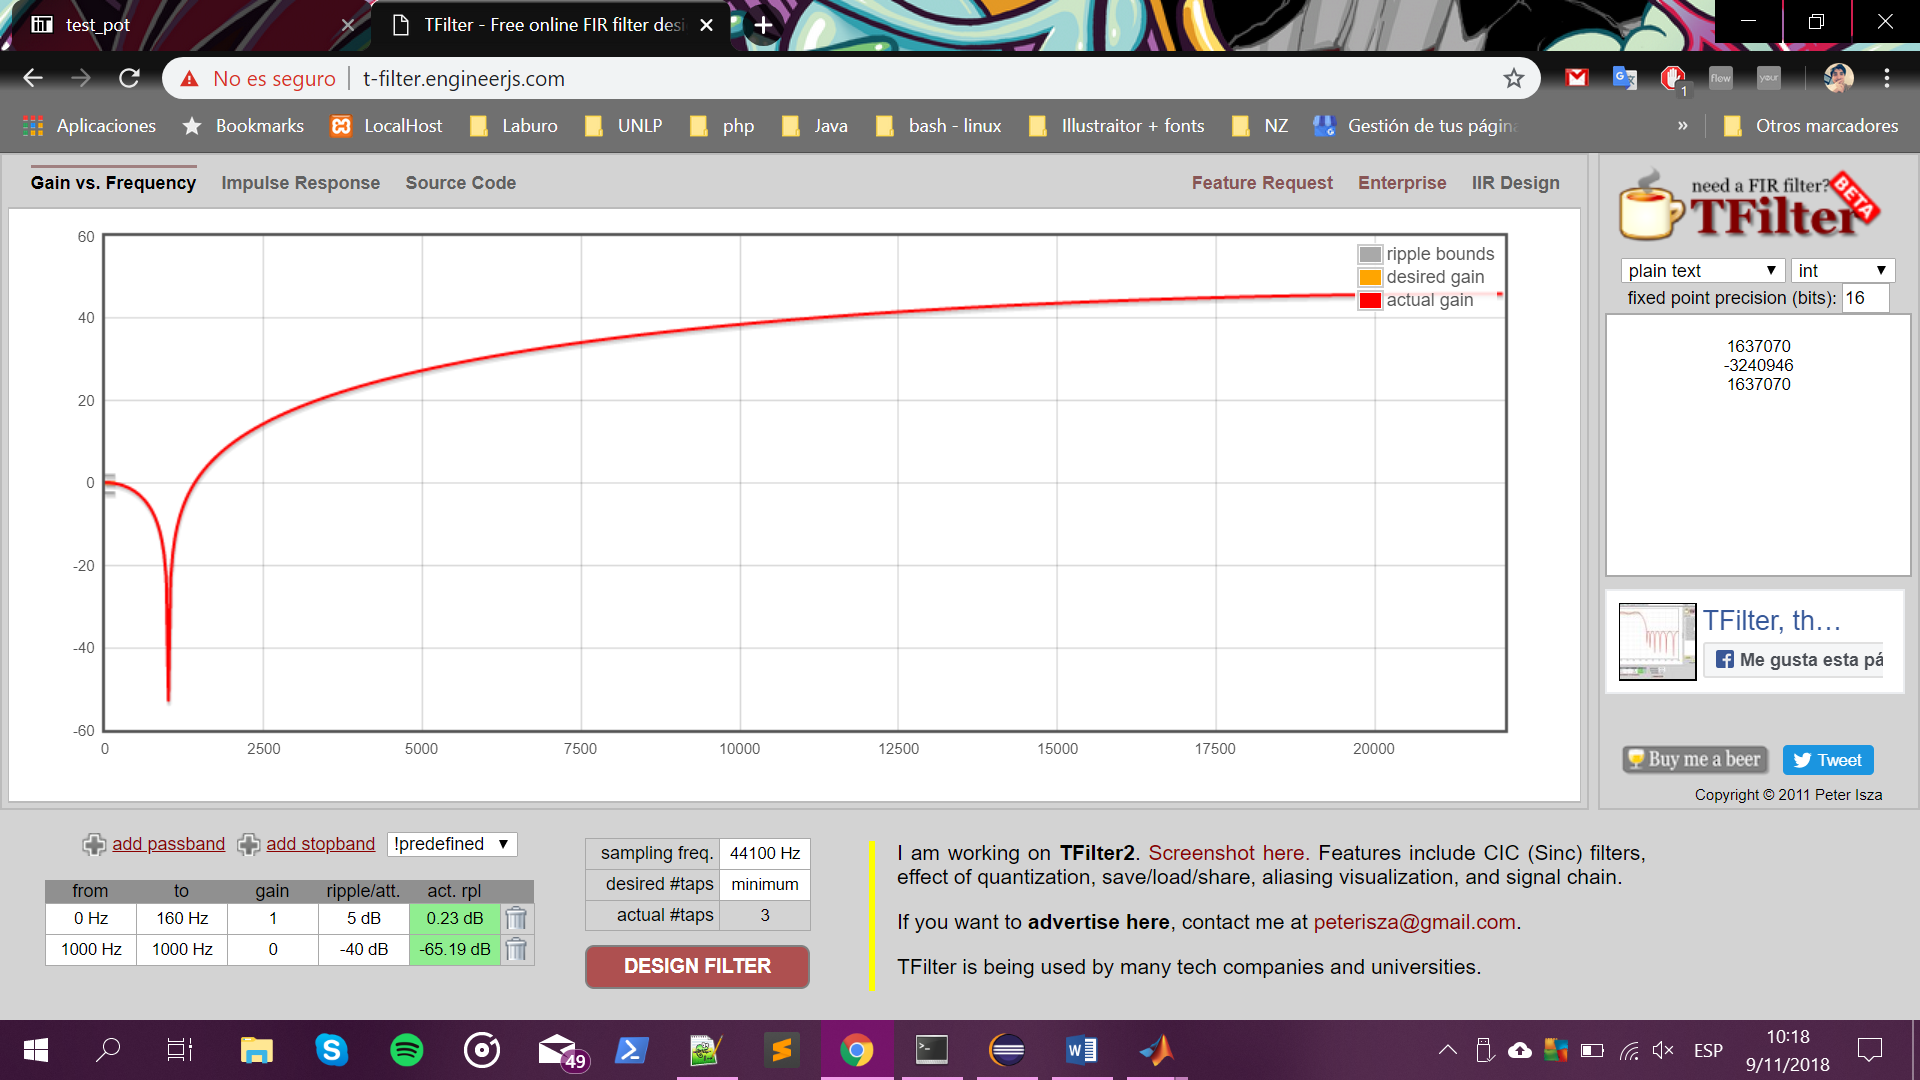 test_pot
TFilter - Free online FIR filter desi
No es seguro
t-filter.engineerjs.com
flew
your
1
Aplicaciones
Bookmarks
LocalHost
Laburo
UNLP
php
Java
bash - linux
Illustraitor + fonts
NZ
Gestión de tus págin
»
Otros marcadores
Gain vs. Frequency
Impulse Response
Source Code
Feature Request
Enterprise
IIR Design
60
40
20
0
-20
-40
-60
0
2500
5000
7500
10000
12500
15000
17500
20000
ripple bounds
desired gain
actual gain
need a FIR filter?
TFilter
BETA
plain text
int
fixed point precision (bits): 16
1637070
-3240946
1637070
TFilter, th…
Me gusta esta pá
Buy me a beer
Tweet
Copyright © 2011 Peter Isza
add passband
add stopband
!predefined
from to gain ripple/att. act. rpl
0 Hz 160 Hz 1 5 dB 0.23 dB
1000 Hz 1000 Hz 0 -40 dB -65.19 dB
sampling freq. 44100 Hz
desired #taps minimum
actual #taps 3
DESIGN FILTER
I am working on TFilter2. Screenshot here. Features include CIC (Sinc) filters,
effect of quantization, save/load/share, aliasing visualization, and signal chain.
If you want to advertise here, contact me at peterisza@gmail.com.
TFilter is being used by many tech companies and universities.
49
ESP
10:18
9/11/2018